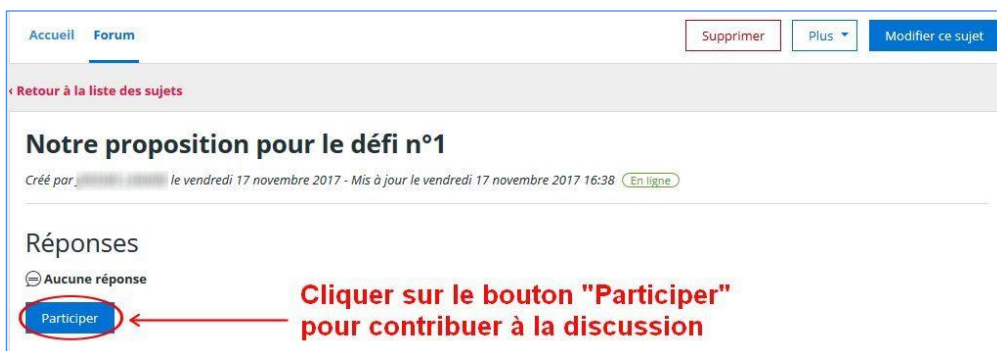 Accueil Forum Supprimer Plus Modifier ce sujet
‹ Retour à la liste des sujets
Notre proposition pour le défi n°1
Créé par le vendredi 17 novembre 2017 - Mis à jour le vendredi 17 novembre 2017 16:38 En ligne
Réponses
Aucune réponse
Participer
Cliquer sur le bouton "Participer"
pour contribuer à la discussion